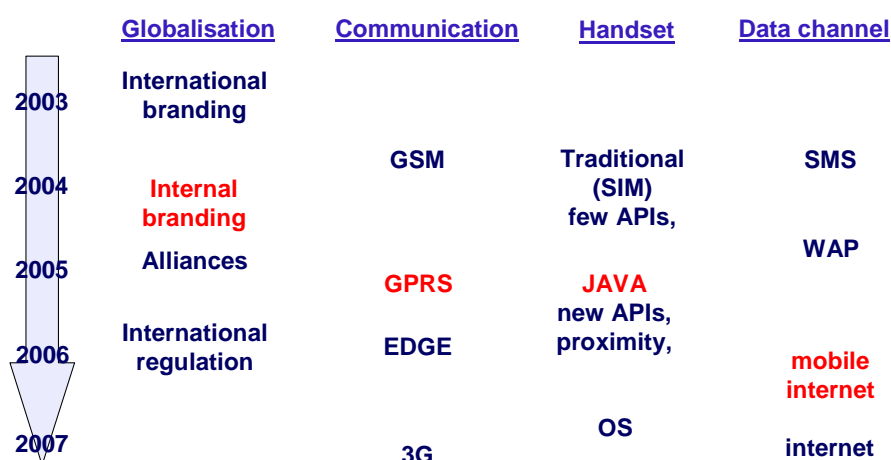 Globalisation Communication Handset Data channel
International
2003
branding
GSM Traditional SMS
2004 Internal (SIM)
branding few APIs,
Alliances WAP
2005
GPRS JAVA
International new APIs,
2006 regulation EDGE proximity,
mobile
internet
OS
2007 internet
3G